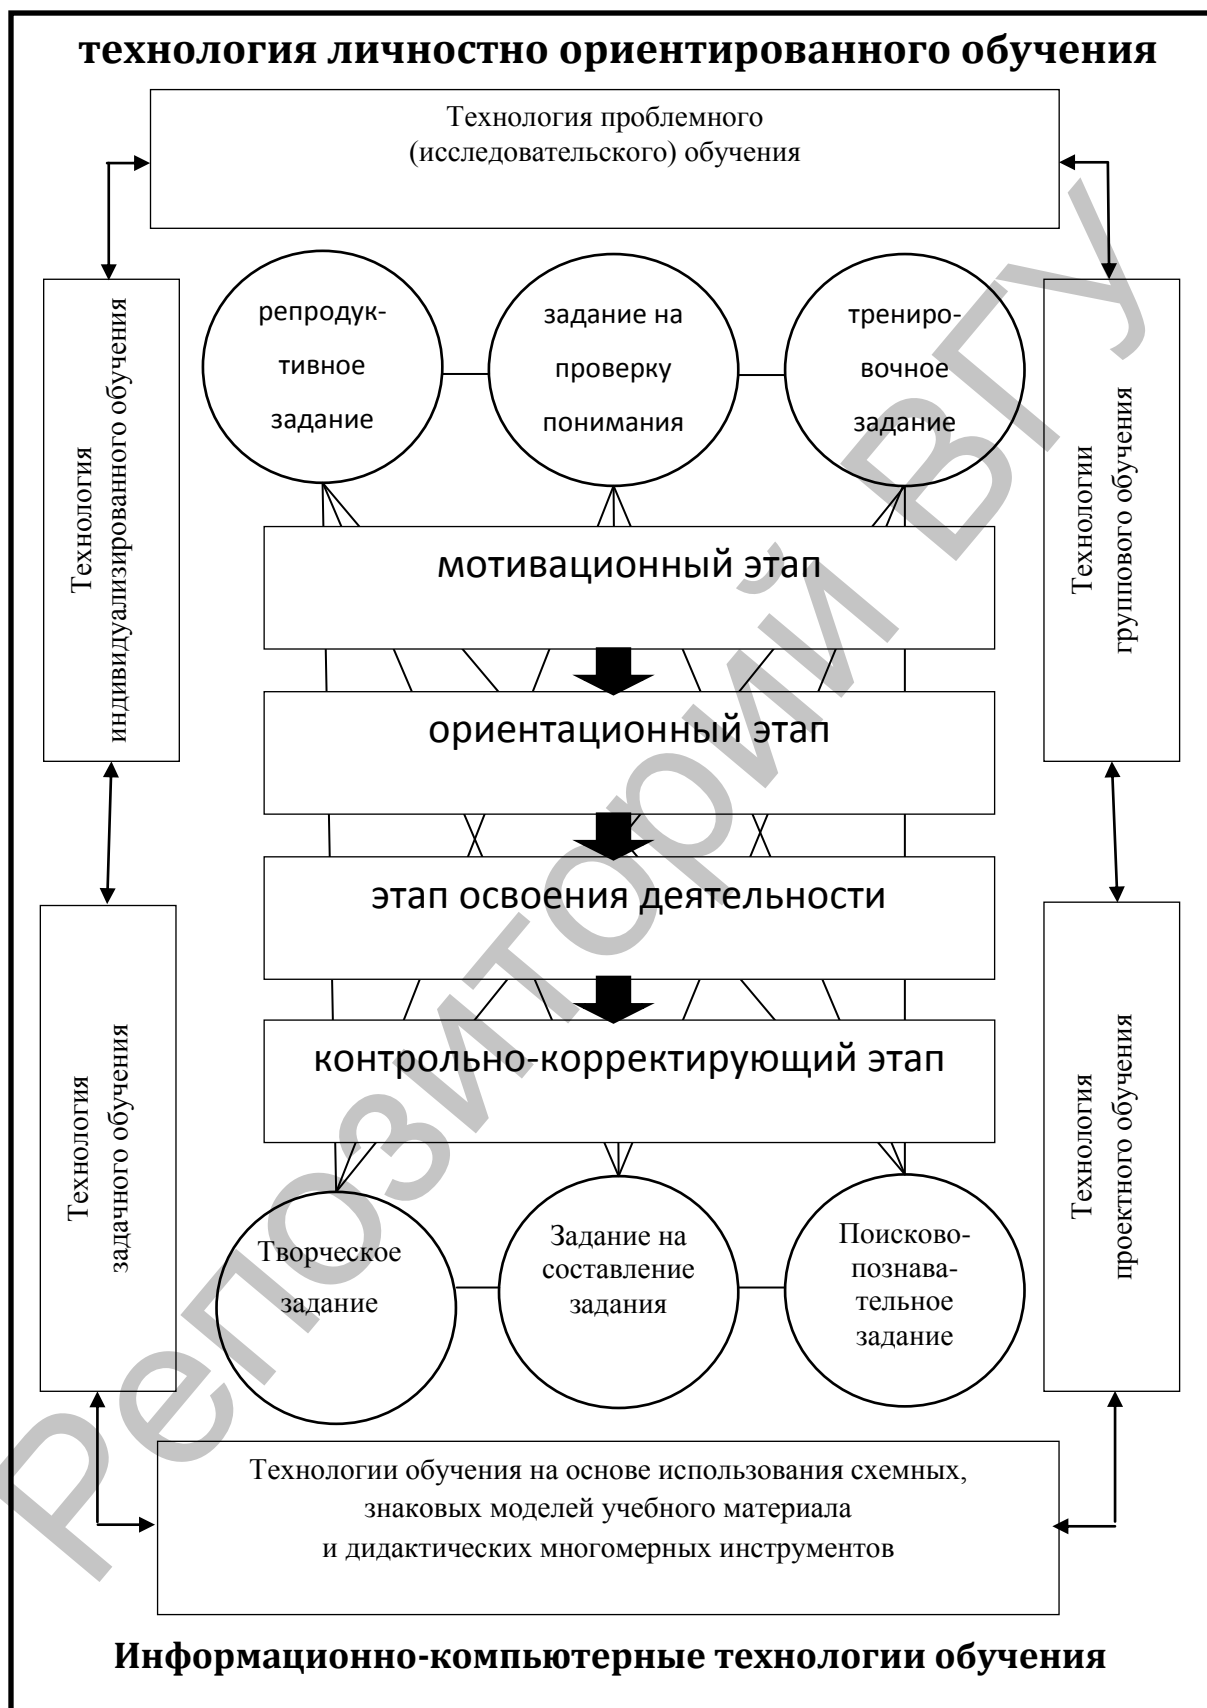 технология личностно ориентированного обучения
Технология проблемного
(исследовательского) обучения
Технология
индивидуализированного обучения
репродук-
тивное
задание
задание на
проверку
понимания
трениро-
вочное
задание
Технологии
группового обучения
мотивационный этап
ориентационный этап
этап освоения деятельности
контрольно-корректирующий этап
Технология
задачного обучения
Творческое
задание
Задание на
составление
задания
Поисково-
познава-
тельное
задание
Технология
проектного обучения
Технологии обучения на основе использования схемных,
знаковых моделей учебного материала
и дидактических многомерных инструментов
Информационно-компьютерные технологии обучения
Репозиторий ВГУ